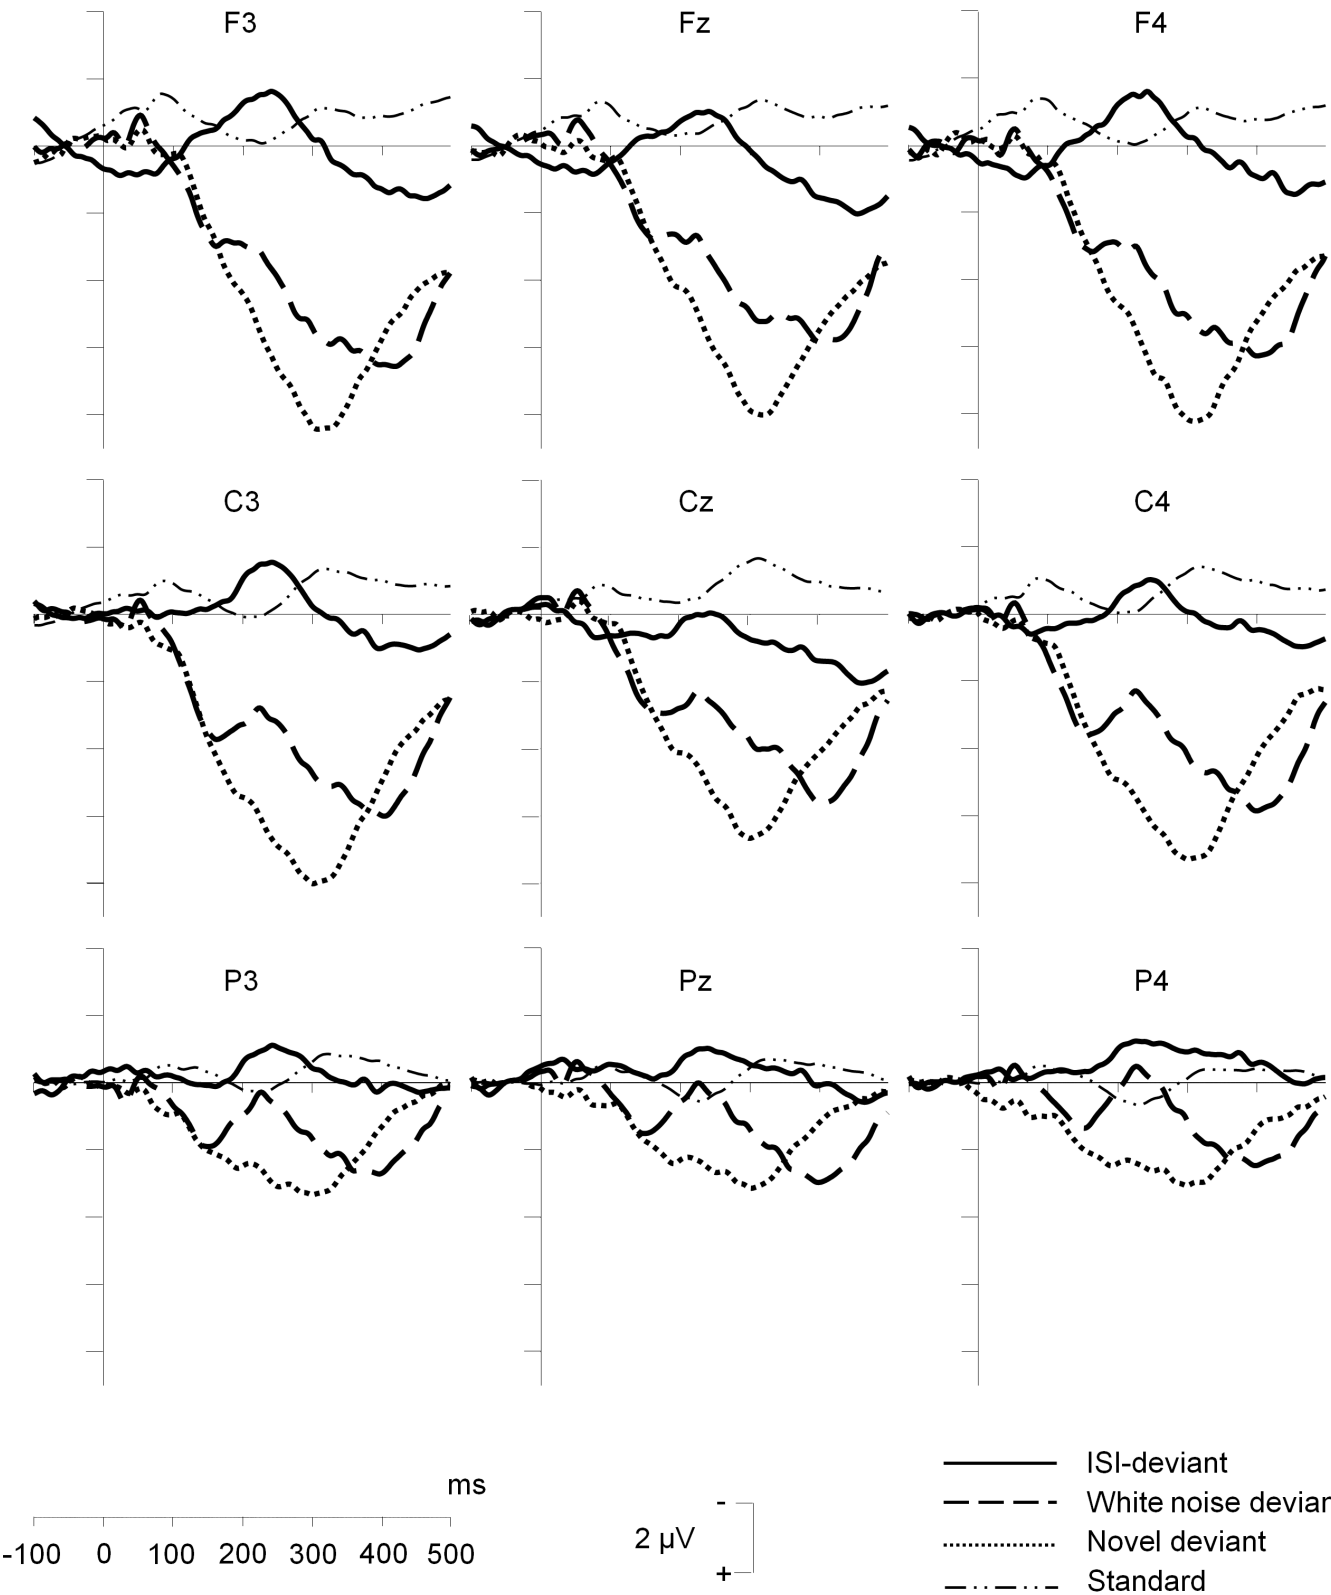 F3 Fz F4
C3 Cz C4
P3 Pz P4
ms
-100 0 100 200 300 400 500
-
2 µV
+
ISI-deviant
White noise devian
Novel deviant
Standard